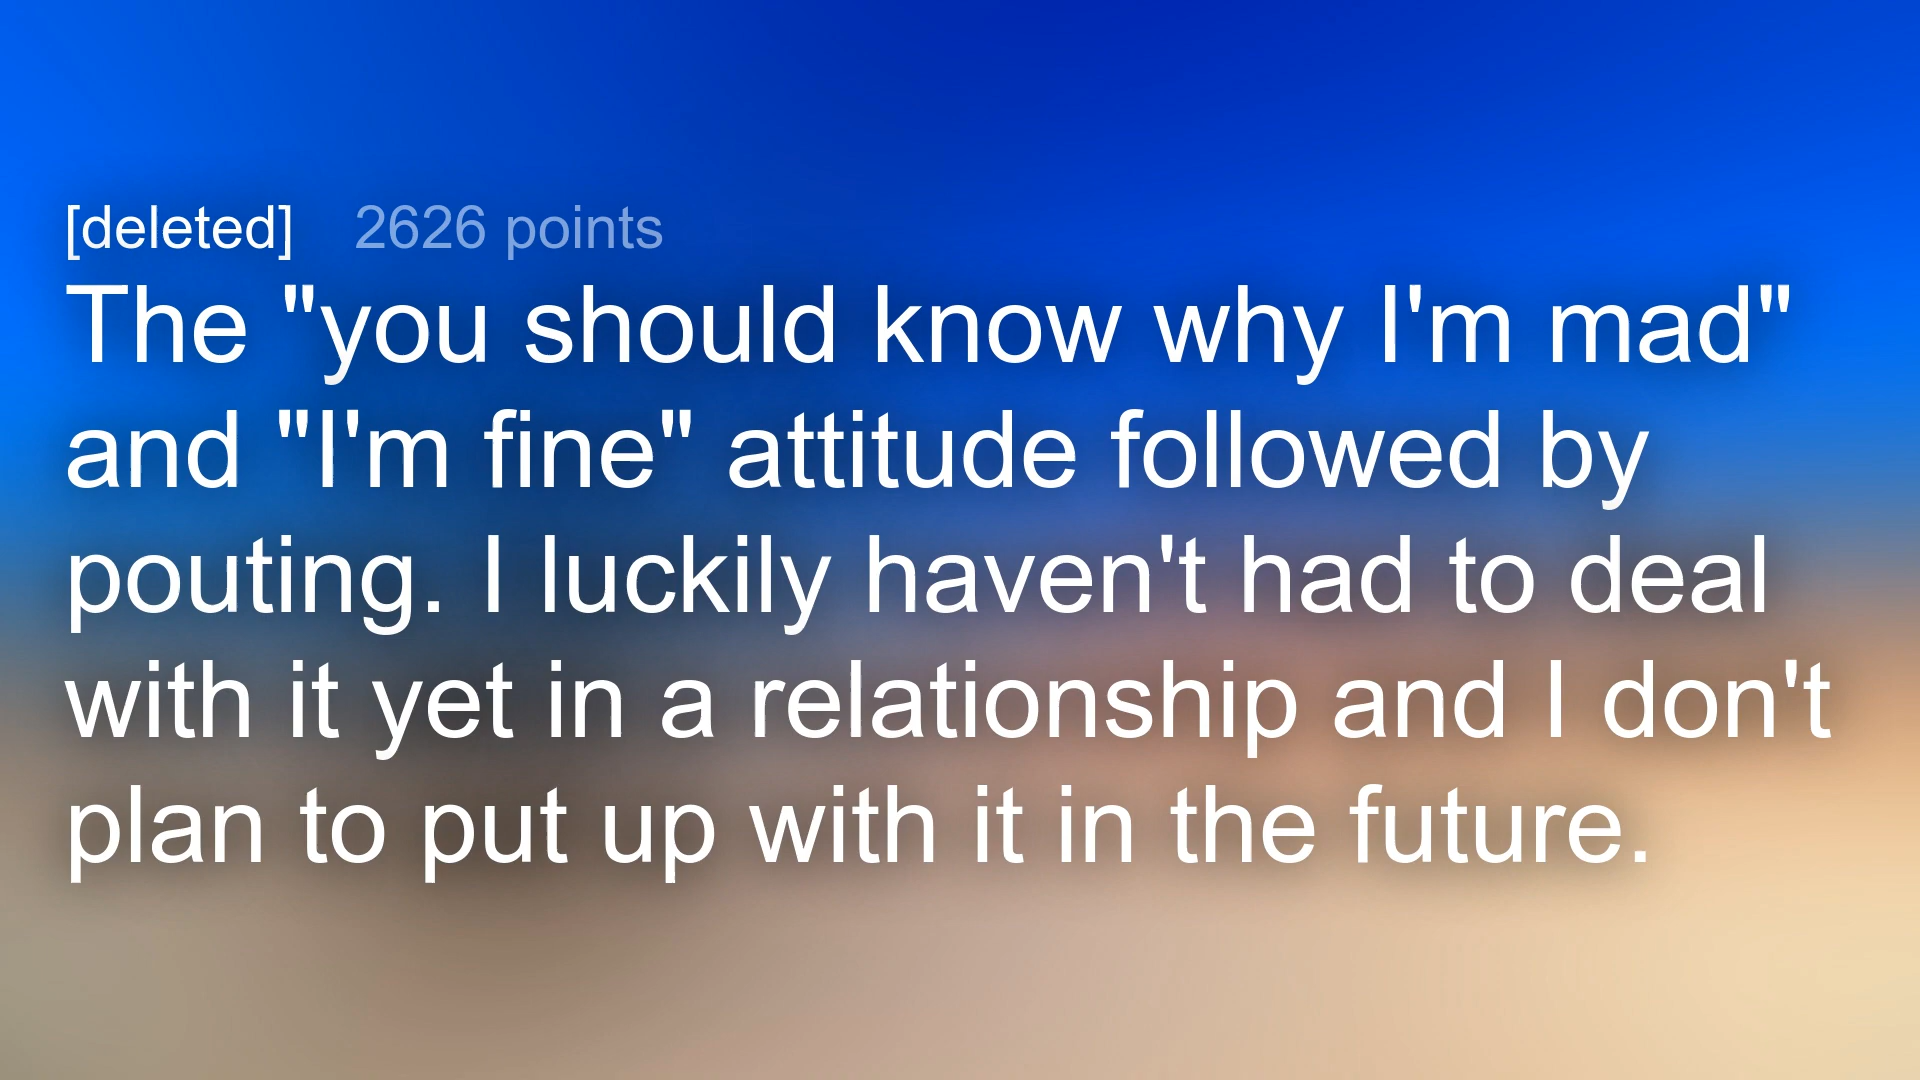 [deleted] 2626 points
The "you should know why I'm mad"
and "I'm fine" attitude followed by
pouting. I luckily haven't had to deal
with it yet in a relationship and I don't
plan to put up with it in the future.